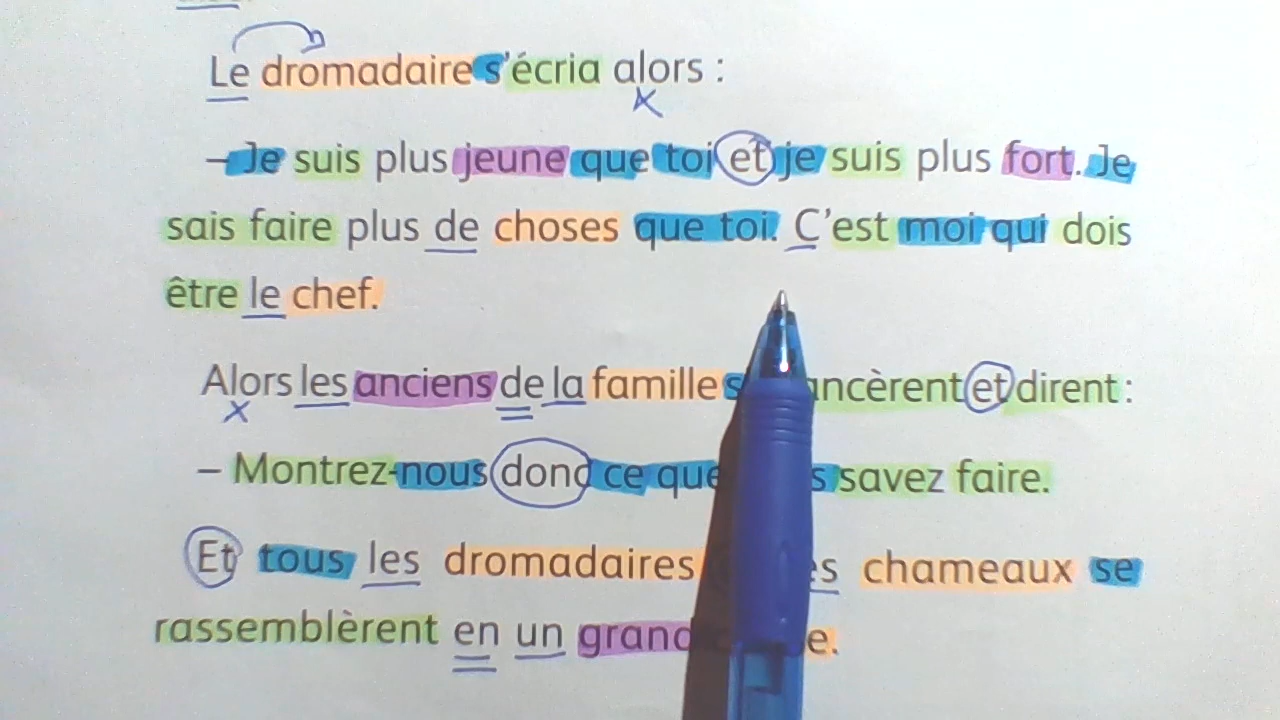 Le dromadaire s'écria alors :
– Je suis plus jeune que toi et je suis plus fort. Je
sais faire plus de choses que toi. C'est moi qui dois
être le chef.
Alors les anciens de la famille s ancèrent et dirent :
– Montrez-nous donc ce que s savez faire.
Et tous les dromadaires es chameaux se
rassemblèrent en un grand e.